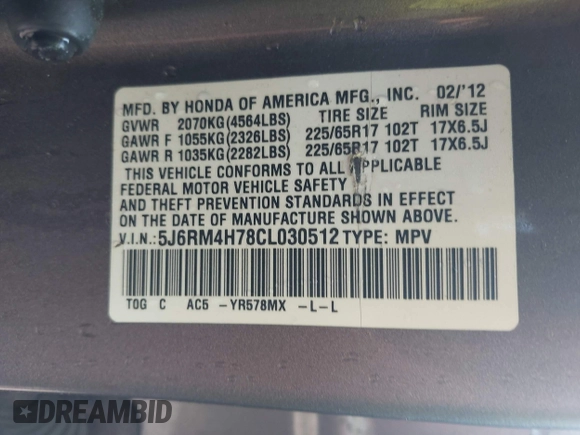 MFD. BY HONDA OF AMERICA MFG., INC. 02/'12
GVWR 2070KG(4564LBS) TIRE SIZE RIM SIZE
GAWR F 1055KG(2326LBS) 225/65R17 102T 17X6.5J
GAWR R 1035KG(2282LBS) 225/65R17 102T 17X6.5J
THIS VEHICLE CONFORMS TO ALL APPLICABLE
FEDERAL MOTOR VEHICLE SAFETY
AND THEFT PREVENTION STANDARDS IN EFFECT
ON THE DATE OF MANUFACTURE SHOWN ABOVE.
V.I.N.:5J6RM4H78CL030512 TYPE: MPV
TOG C AC5 -YR578MX -L-L
DREAMBID